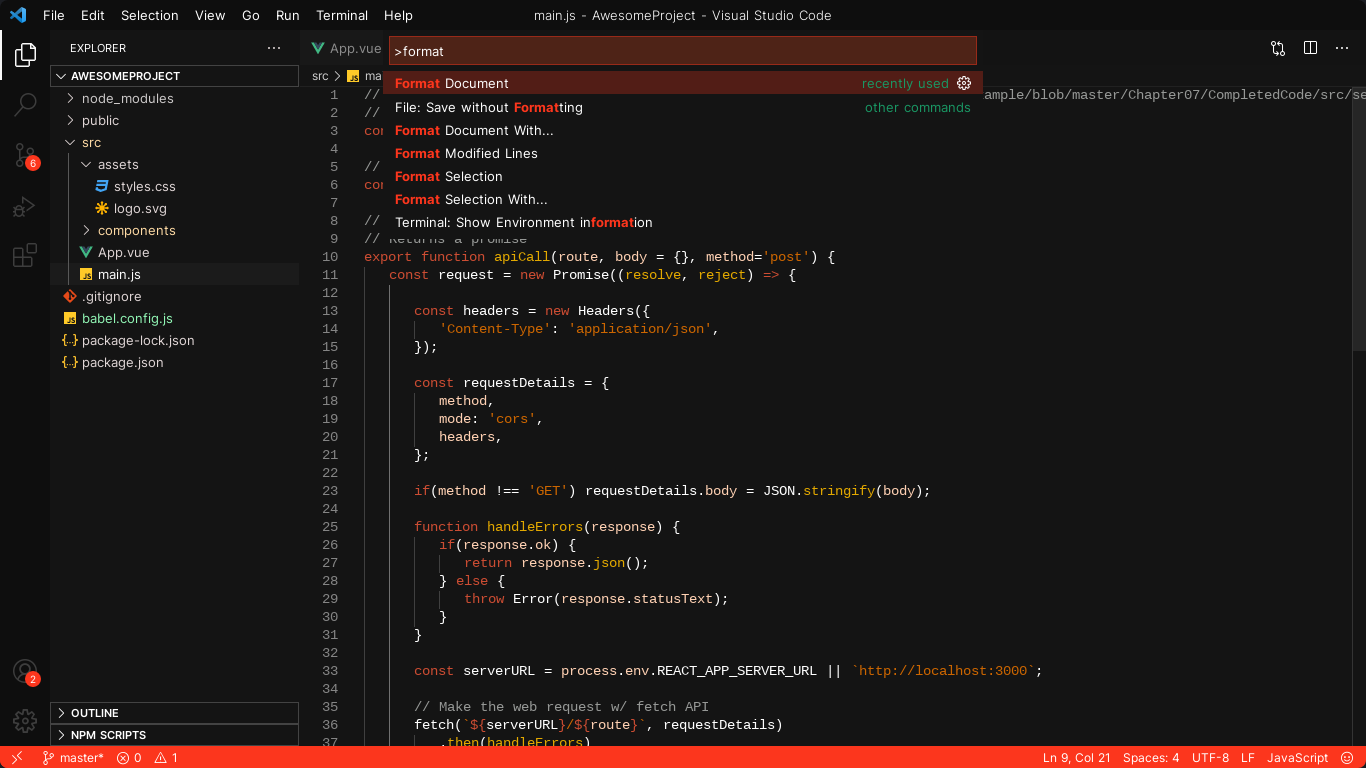 File Edit Selection View Go Run Terminal Help main.js - AwesomeProject - Visual Studio Code
EXPLORER
AWESOMEPROJECT
node_modules
public
src
assets
styles.css
logo.svg
components
App.vue
main.js
.gitignore
babel.config.js
package-lock.json
package.json
OUTLINE
NPM SCRIPTS
6
2
App.vue
>format
src > JS
Format Document recently used
File: Save without Formatting other commands
Format Document With...
Format Modified Lines
Format Selection
Format Selection With...
Terminal: Show Environment information
1 // ample/blob/master/Chapter07/CompletedCode/src/se
2 //
3
4
5 //
6
7
8 //
9 // Returns a promise
10 export function apiCall(route, body = {}, method='post') {
11 const request = new Promise((resolve, reject) => {
12
13 const headers = new Headers({
14 'Content-Type': 'application/json',
15 });
16
17 const requestDetails = {
18 method,
19 mode: 'cors',
20 headers,
21 };
22
23 if(method !== 'GET') requestDetails.body = JSON.stringify(body);
24
25 function handleErrors(response) {
26 if(response.ok) {
27 return response.json();
28 } else {
29 throw Error(response.statusText);
30 }
31 }
32
33 const serverURL = process.env.REACT_APP_SERVER_URL || `http://localhost:3000`;
34
35 // Make the web request w/ fetch API
36 fetch(`${serverURL}/${route}`, requestDetails)
37 .then(handleErrors)
master* 0 1 Ln 9, Col 21 Spaces: 4 UTF-8 LF JavaScript